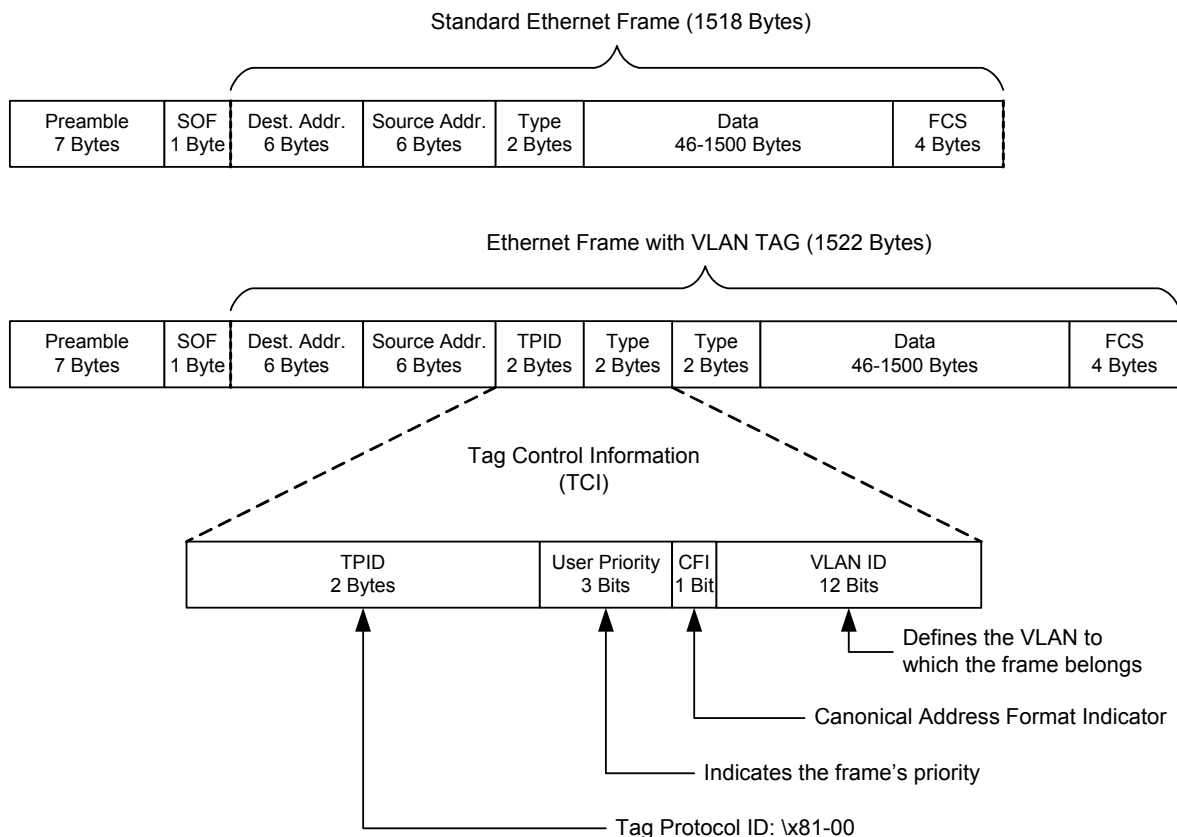 Standard Ethernet Frame (1518 Bytes)
Preamble
7 Bytes
SOF
1 Byte
Dest. Addr.
6 Bytes
Source Addr.
6 Bytes
Type
2 Bytes
Data
46-1500 Bytes
FCS
4 Bytes
Ethernet Frame with VLAN TAG (1522 Bytes)
Preamble
7 Bytes
SOF
1 Byte
Dest. Addr.
6 Bytes
Source Addr.
6 Bytes
TPID
2 Bytes
Type
2 Bytes
Type
2 Bytes
Data
46-1500 Bytes
FCS
4 Bytes
Tag Control Information
(TCI)
TPID
2 Bytes
User Priority
3 Bits
CFI
1 Bit
VLAN ID
12 Bits
Defines the VLAN to
which the frame belongs
Canonical Address Format Indicator
Indicates the frame's priority
Tag Protocol ID: \x81-00